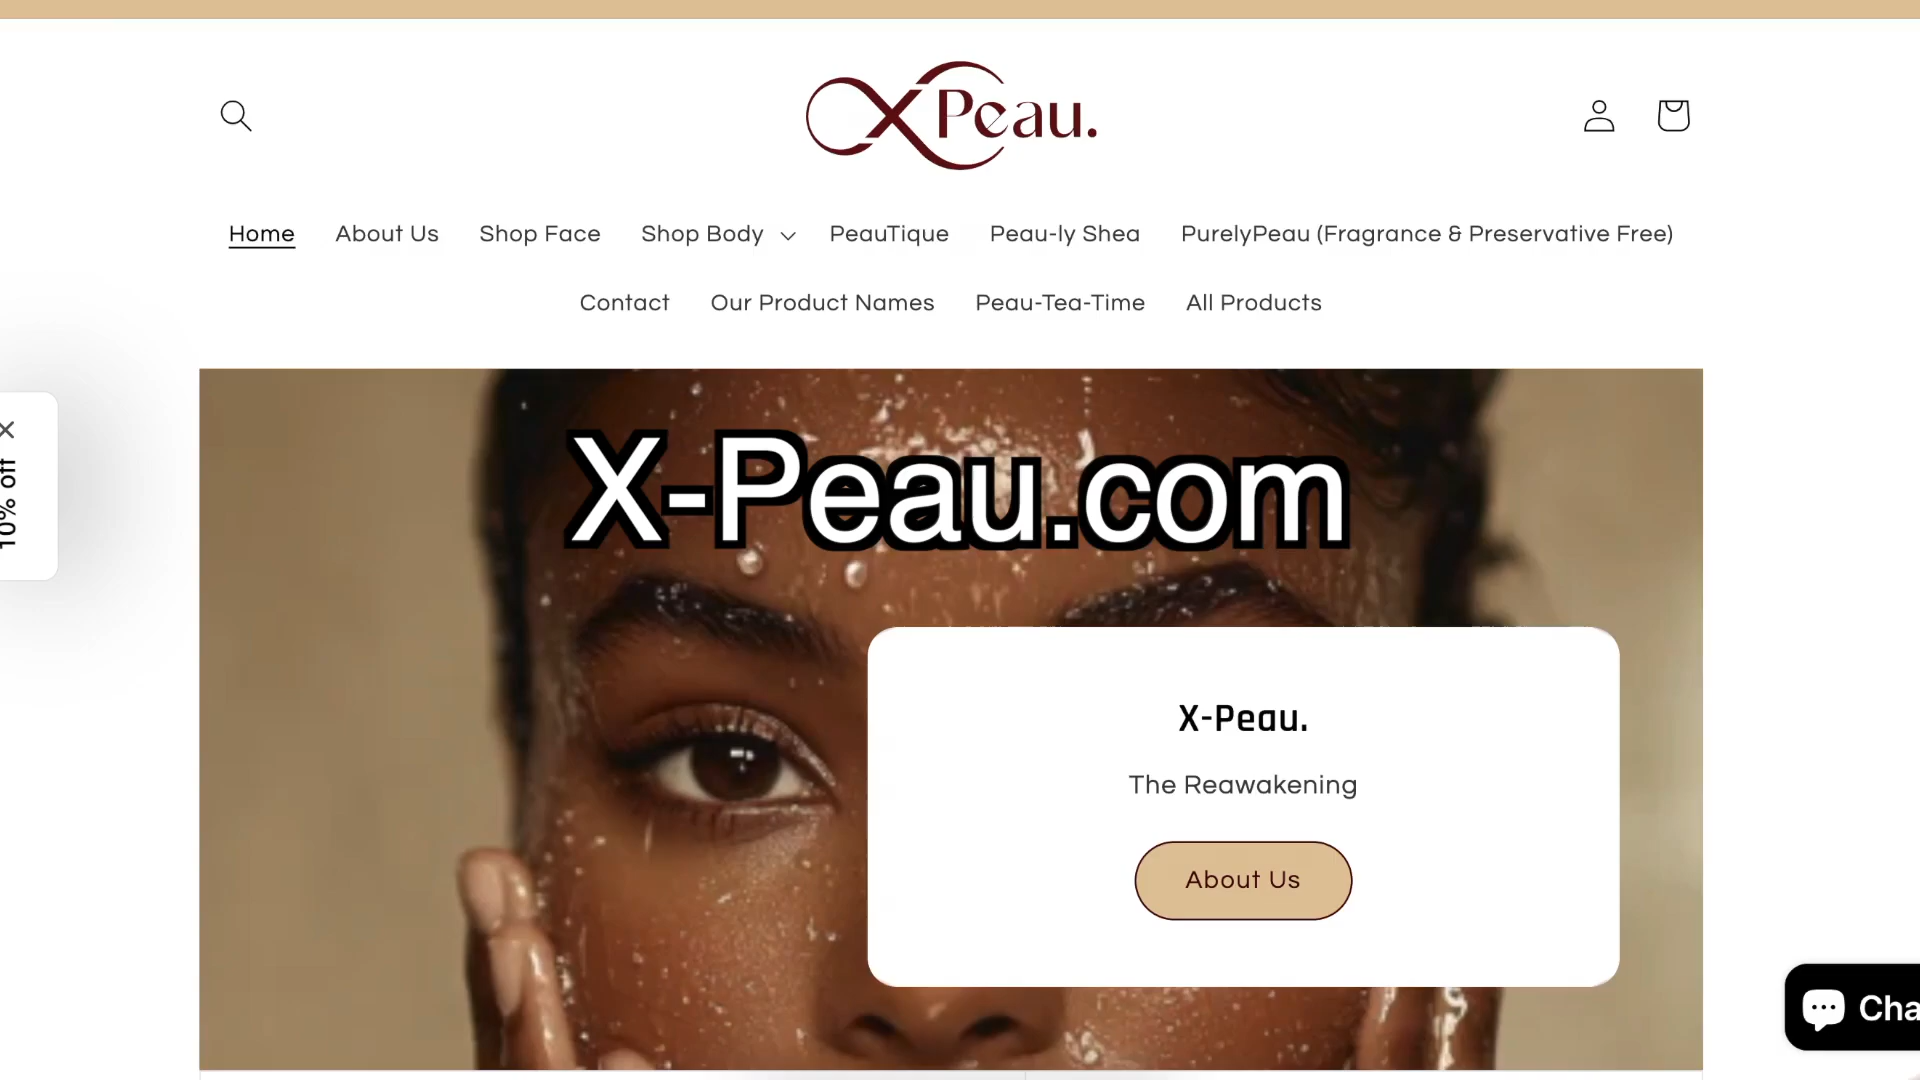 XPeau.
Home About Us Shop Face Shop Body PeauTique Peau-ly Shea PurelyPeau (Fragrance & Preservative Free)
Contact Our Product Names Peau-Tea-Time All Products
10% off
X-Peau.com
X-Peau.
The Reawakening
About Us
Cha